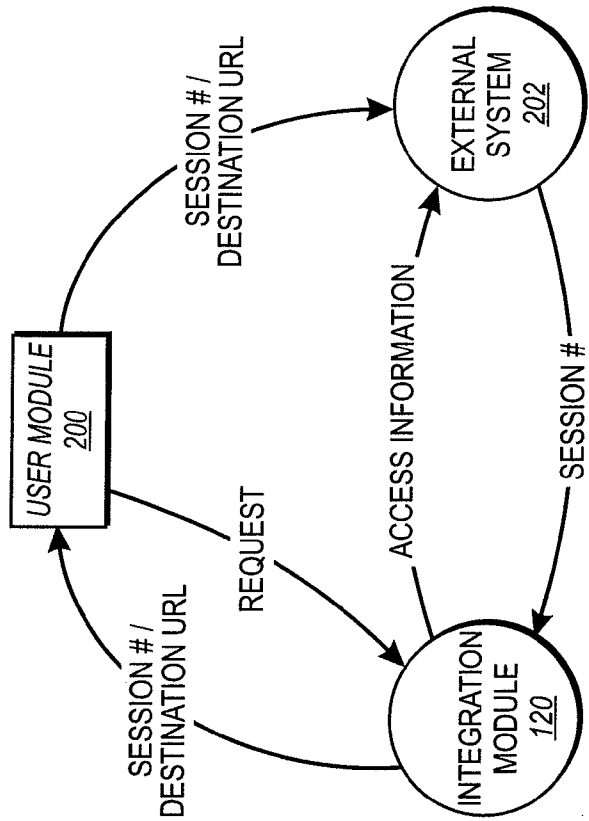 USER MODULE
200
SESSION # /
DESTINATION URL
SESSION # /
DESTINATION URL
REQUEST
ACCESS INFORMATION
SESSION #
INTEGRATION
MODULE
120
EXTERNAL
SYSTEM
202